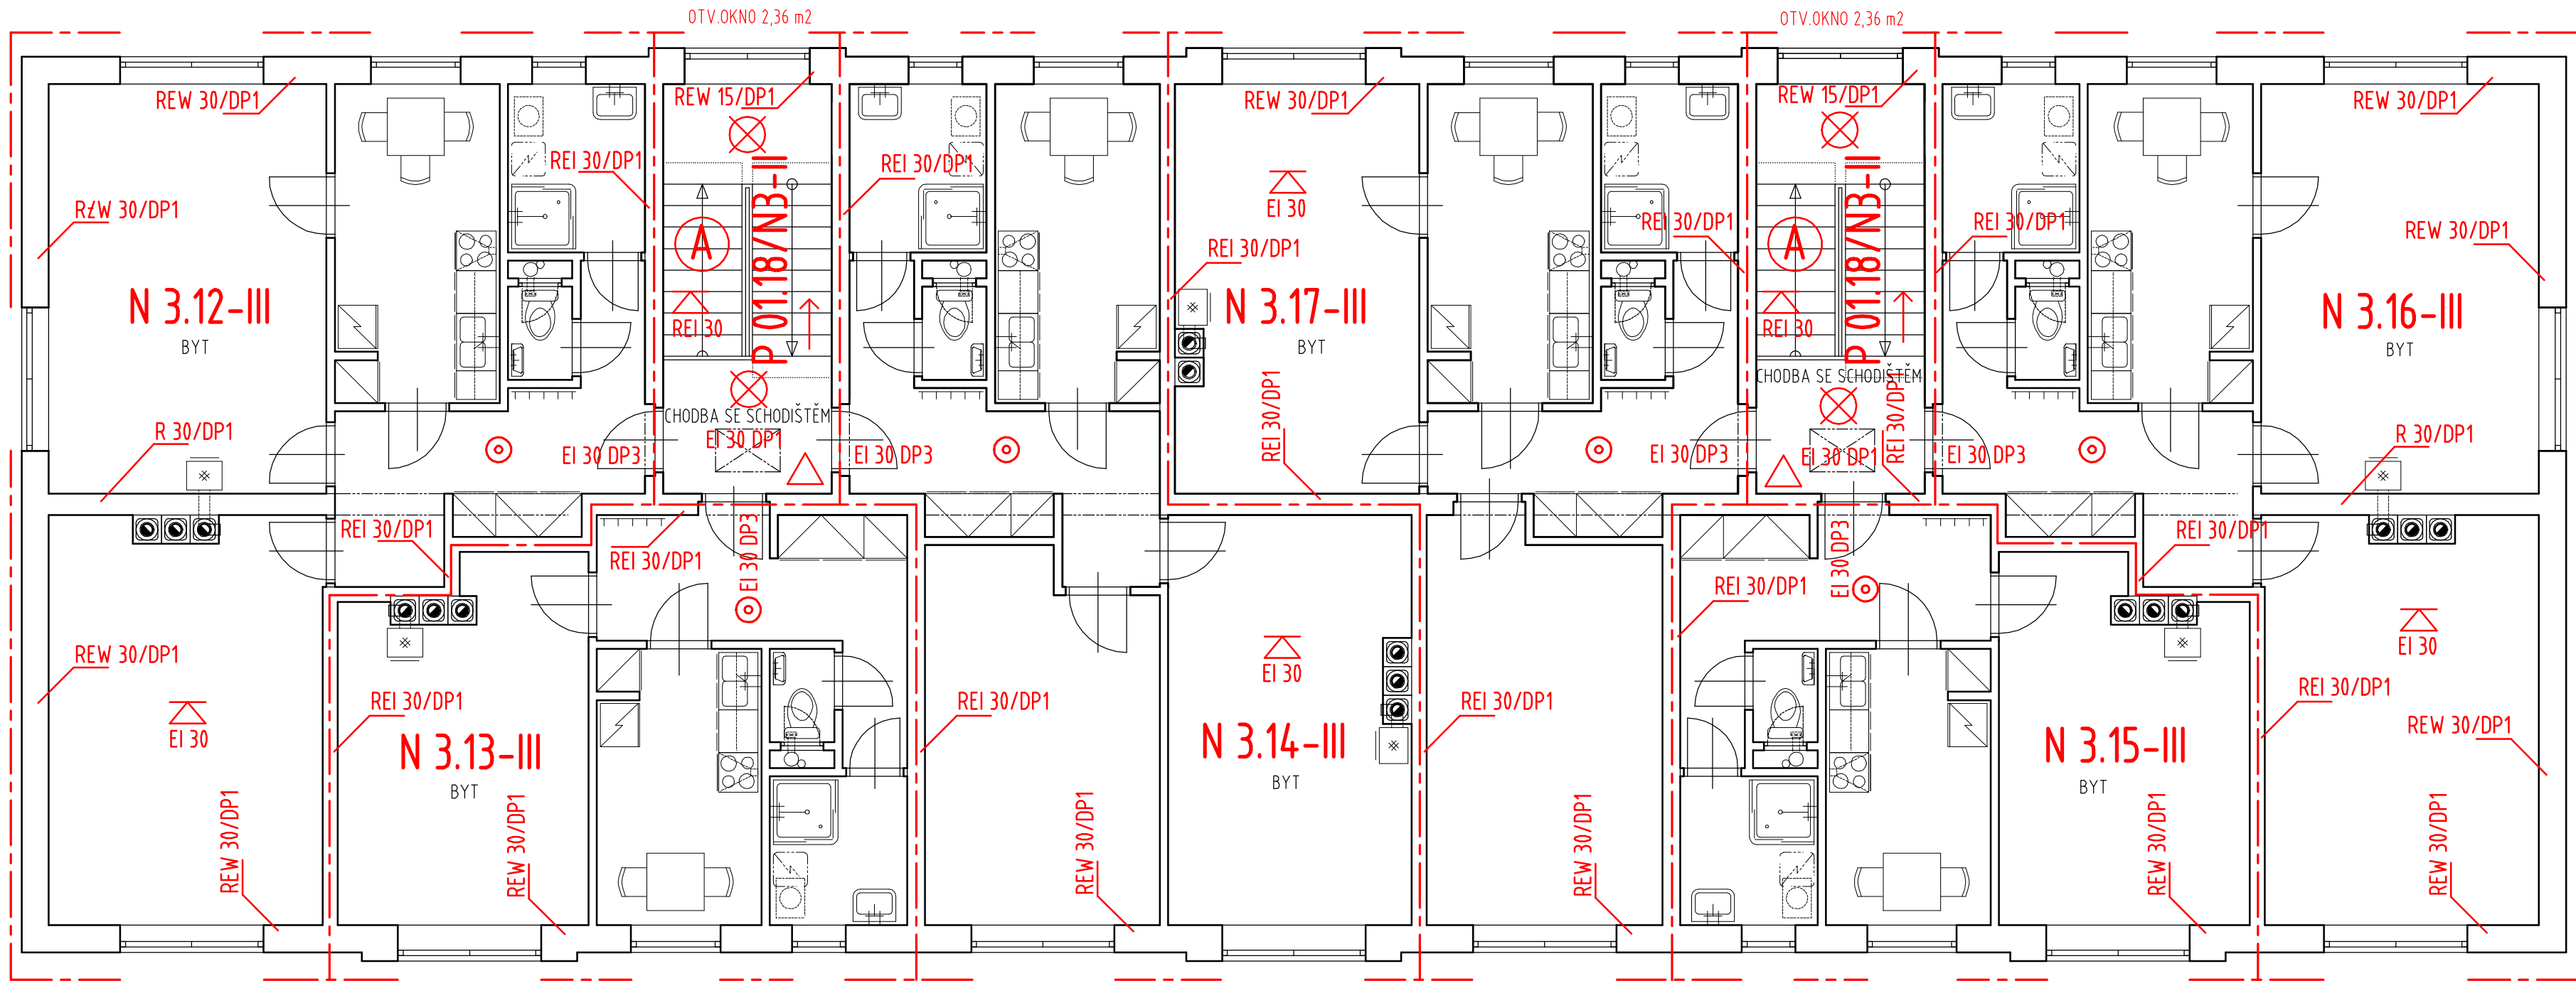 OTV.OKNO 2,36 m2
OTV.OKNO 2,36 m2
REW 30/DP1
REW 15/DP1
REW 30/DP1
REW 15/DP1
REW 30/DP1
REI 30/DP1
REI 30/DP1
P 01.18/N3-II
EI 30
REI 30/DP1
REI 30/DP1
REI 30/DP1
P 01.18/N3-II
REW 30/DP1
RŁW 30/DP1
A
A
N 3.12-III
BYT
REI 30
N 3.17-III
BYT
REI 30
N 3.16-III
BYT
CHODBA SE SCHODIŠTĚM
CHODBA SE SCHODIŠTĚM
R 30/DP1
EI 30 DP3
EI 30 DP1
EI 30 DP3
REI 30/DP1
EI 30 DP3
EI 30 DP1
REI 30/DP1
EI 30 DP3
R 30/DP1
REI 30/DP1
REI 30/DP1
EI 30 DP3
EI 30 DP3
REI 30/DP1
REI 30/DP1
REW 30/DP1
EI 30
REI 30/DP1
N 3.13-III
BYT
REI 30/DP1
EI 30
N 3.14-III
BYT
REI 30/DP1
N 3.15-III
BYT
REI 30/DP1
EI 30
REW 30/DP1
REW 30/DP1
REW 30/DP1
REW 30/DP1
REW 30/DP1
REW 30/DP1
REW 30/DP1